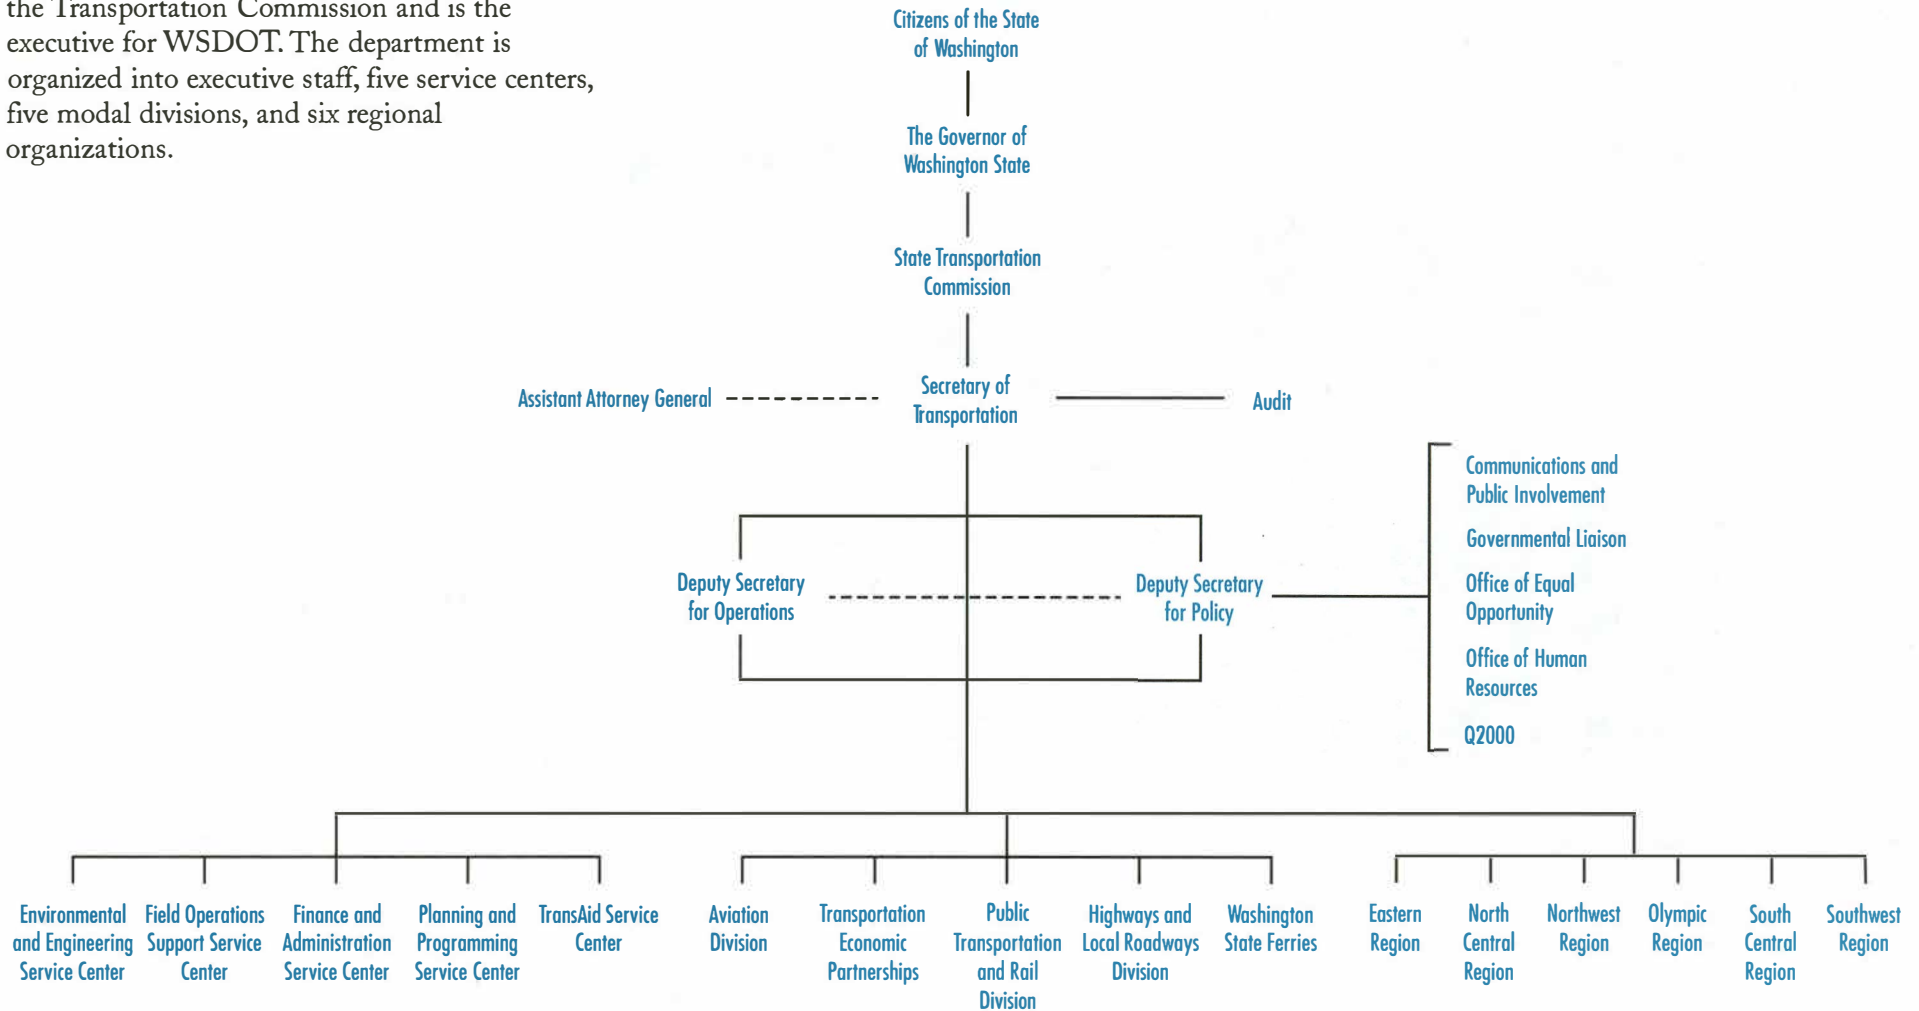 the Transportation Commission and is the
executive for WSDOT. The department is
organized into executive staff, five service centers,
five modal divisions, and six regional
organizations.
Citizens of the State
of Washington
The Governor of
Washington State
State Transportation
Commission
Assistant Attorney General
Secretary of
Transportation
Audit
Deputy Secretary
for Operations
Deputy Secretary
for Policy
Communications and
Public Involvement
Governmental Liaison
Office of Equal
Opportunity
Office of Human
Resources
Q2000
Environmental
and Engineering
Service Center
Field Operations
Support Service
Center
Finance and
Administration
Service Center
Planning and
Programming
Service Center
TransAid Service
Center
Aviation
Division
Transportation
Economic
Partnerships
Public
Transportation
and Rail
Division
Highways and
Local Roadways
Division
Washington
State Ferries
Eastern
Region
North
Central
Region
Northwest
Region
Olympic
Region
South
Central
Region
Southwest
Region